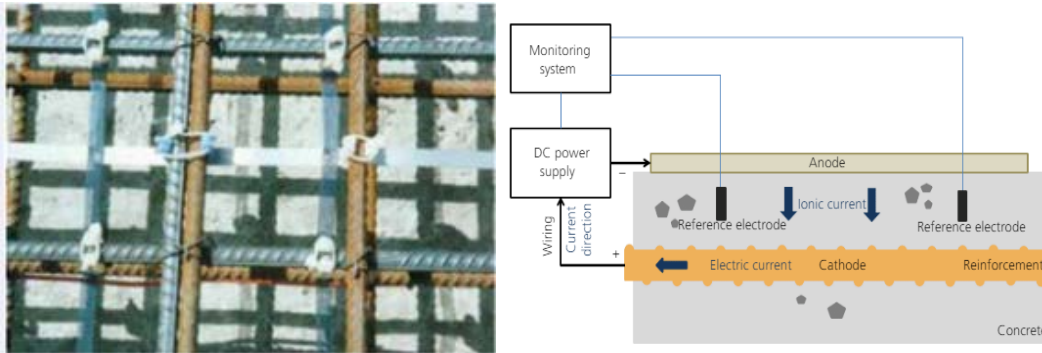 Monitoring
system
DC power
supply
−
Anode
Ionic current
Reference electrode
Reference electrode
Wiring
Current
direction
+
Electric current
Cathode
Reinforcement
Concrete